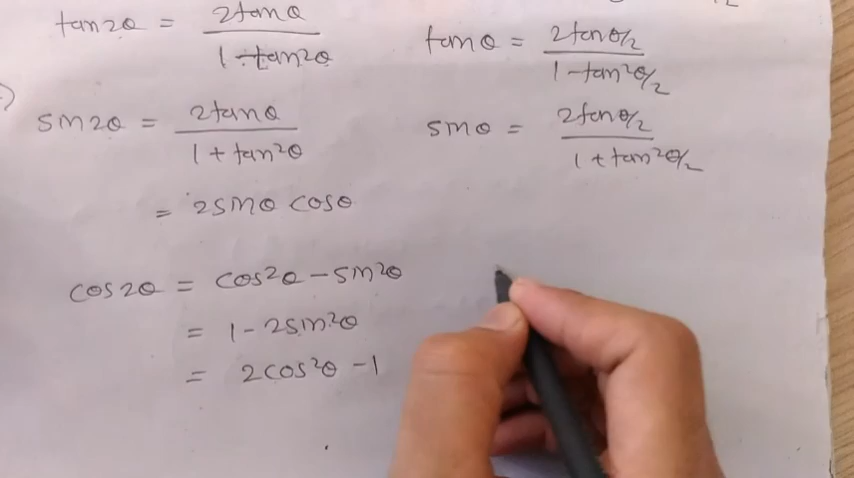 tan2θ = 2tanθ / 1 - tan²θ
tanθ = 2tanθ/2 / 1 - tan²θ/2
sin2θ = 2tanθ / 1 + tan²θ
sinθ = 2tanθ/2 / 1 + tan²θ/2
= 2sinθ cosθ
cos2θ = cos²θ - sin²θ
= 1 - 2sin²θ
= 2cos²θ - 1